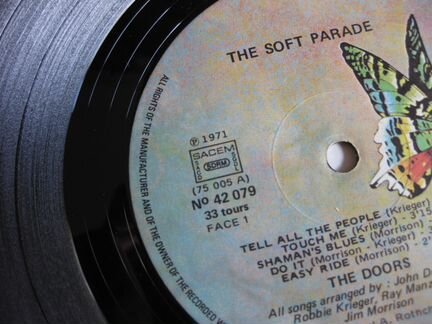 THE SOFT PARADE
ALL RIGHTS OF THE MANUFACTURER AND OF THE OWNER OF THE RECORDED
℗ 1971
SACEM
SDRM
(75 005 A)
No 42 079
33 tours
FACE 1
TELL ALL THE PEOPLE (Krieger)
TOUCH ME (Krieger) - 3'15
SHAMAN'S BLUES (Morrison)
DO IT (Morrison - Krieger)
EASY RIDE (Morrison)
THE DOORS
All songs arranged by : John D
Robbie Krieger, Ray Manz
Jim Morrison
A. Rothch